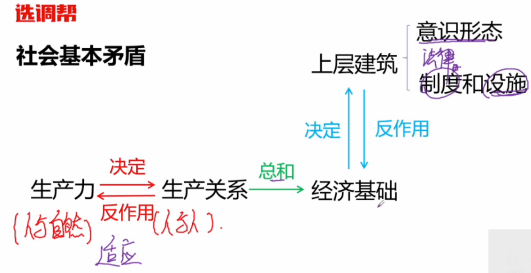 选调帮
社会基本矛盾
上层建筑
意识形态
法律
制度和设施
决定
反作用
决定
总和
生产力
生产关系
经济基础
反作用
(人与自然)
(人与人).
适应